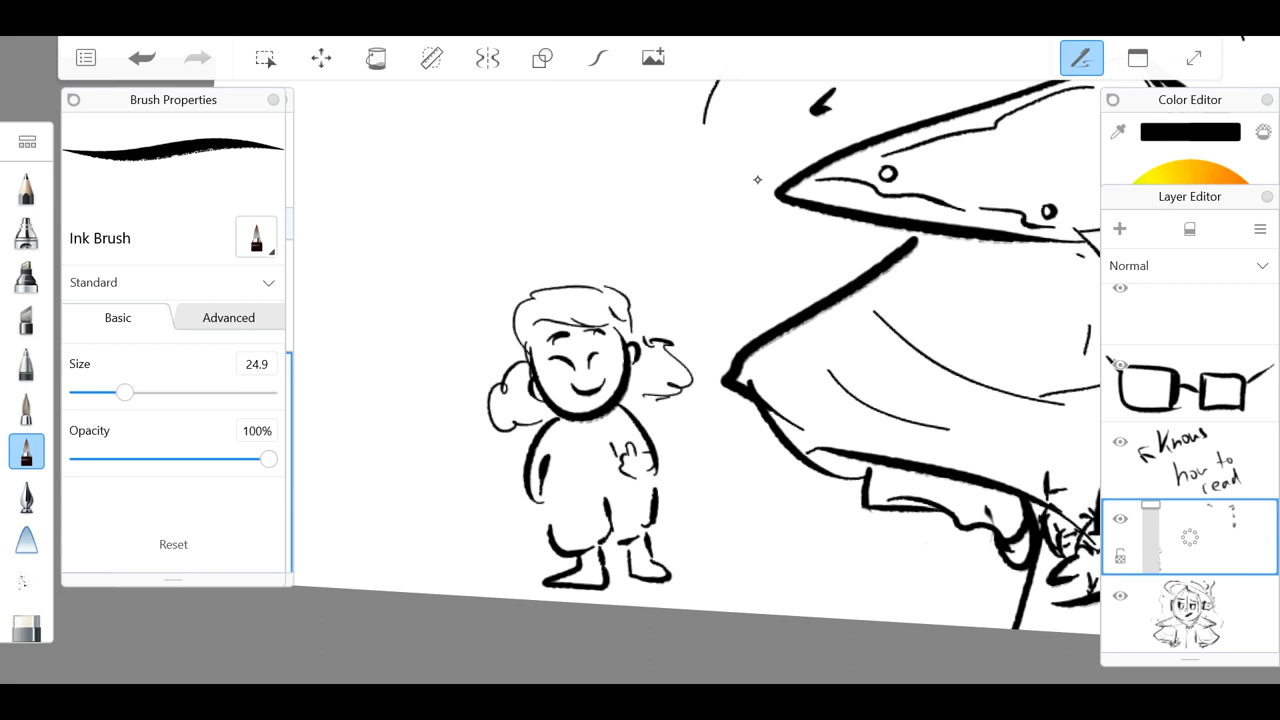 Brush Properties
Color Editor
Layer Editor
Ink Brush
Normal
Standard
Basic
Advanced
Size
24.9
Knows
how to
read
Opacity
100%
Reset